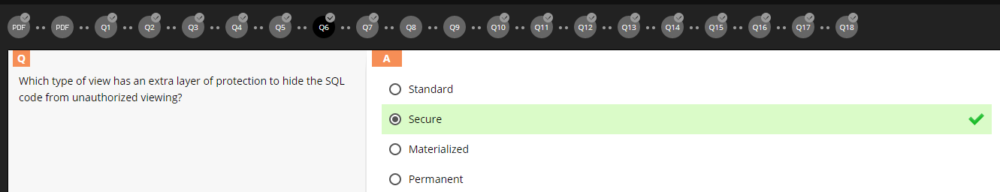 PDF PDF Q1 Q2 Q3 Q4 Q5 Q6 Q7 Q8 Q9 Q10 Q11 Q12 Q13 Q14 Q15 Q16 Q17 Q18
Q
Which type of view has an extra layer of protection to hide the SQL
code from unauthorized viewing?
A
Standard
Secure
Materialized
Permanent